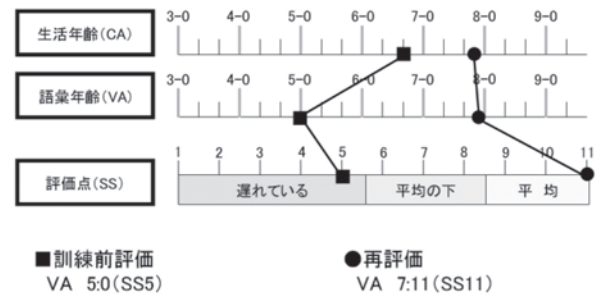 3-0 4-0 5-0 6-0 7-0 8-0 9-0
生活年齢(CA)
3-0 4-0 5-0 6-0 7-0 8-0 9-0
語彙年齢(VA)
1 2 3 4 5 6 7 8 9 10 11
評価点(SS)
遅れている 平均の下 平 均
■訓練前評価 ●再評価
VA 5:0(SS5) VA 7:11(SS11)